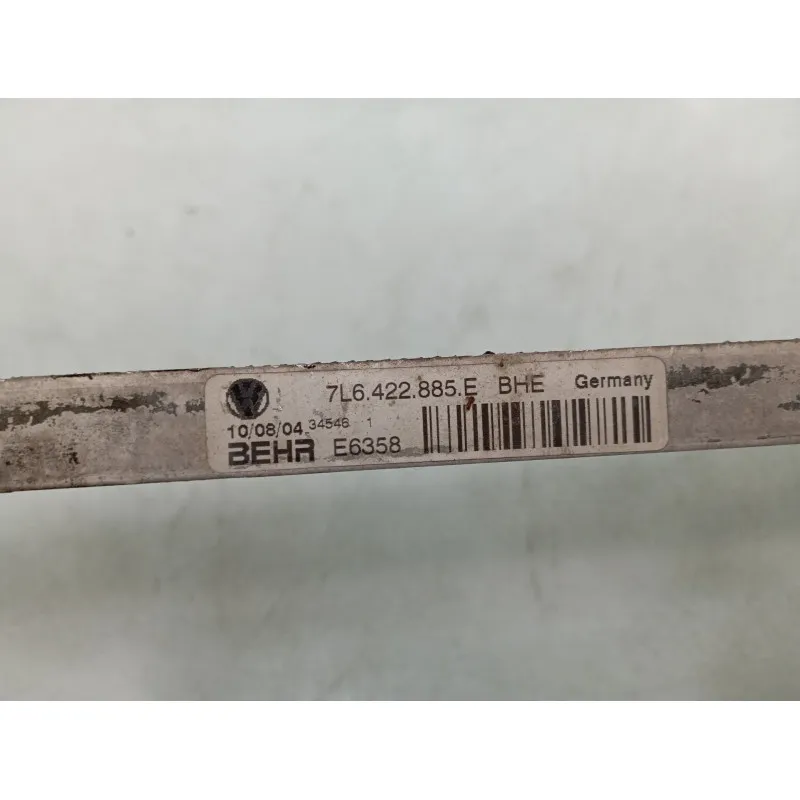 7L6.422.885.E BHE Germany
10/08/04 34546 1
BEHR E6358